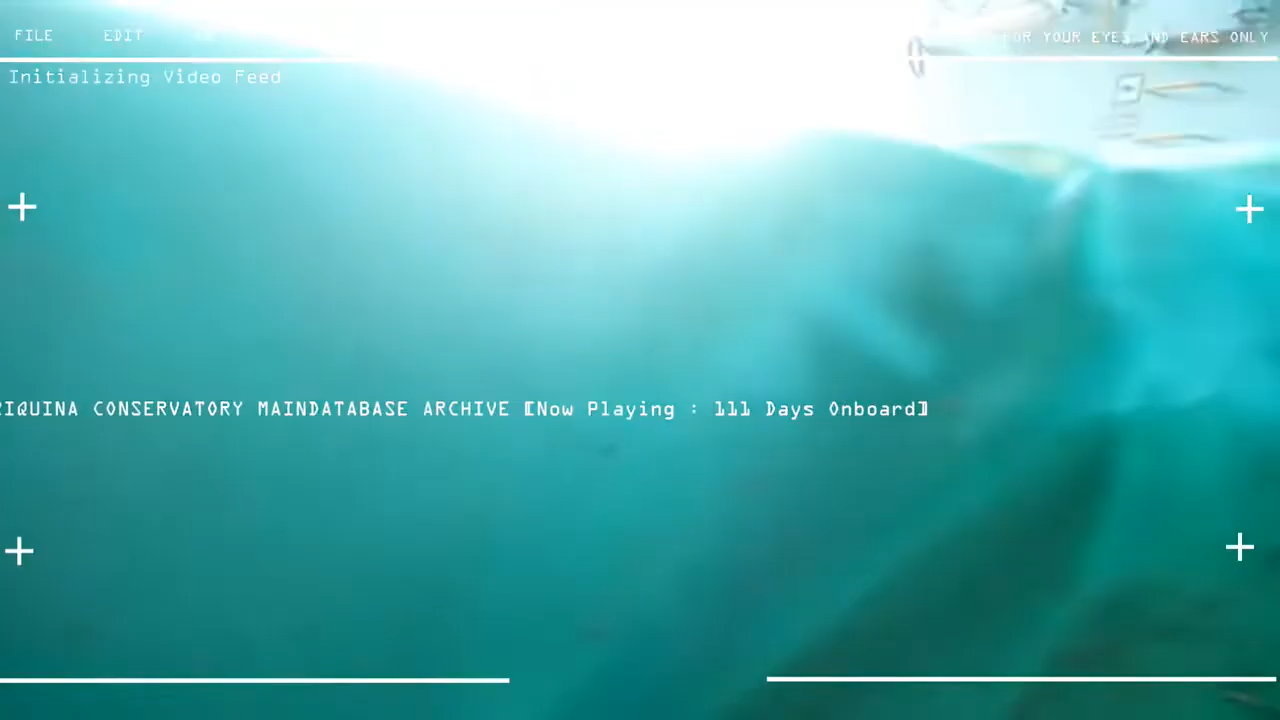 FILE EDIT
FOR YOUR EYES AND EARS ONLY
Initializing Video Feed
RIQUINA CONSERVATORY MAINDATABASE ARCHIVE [Now Playing : 111 Days Onboard]